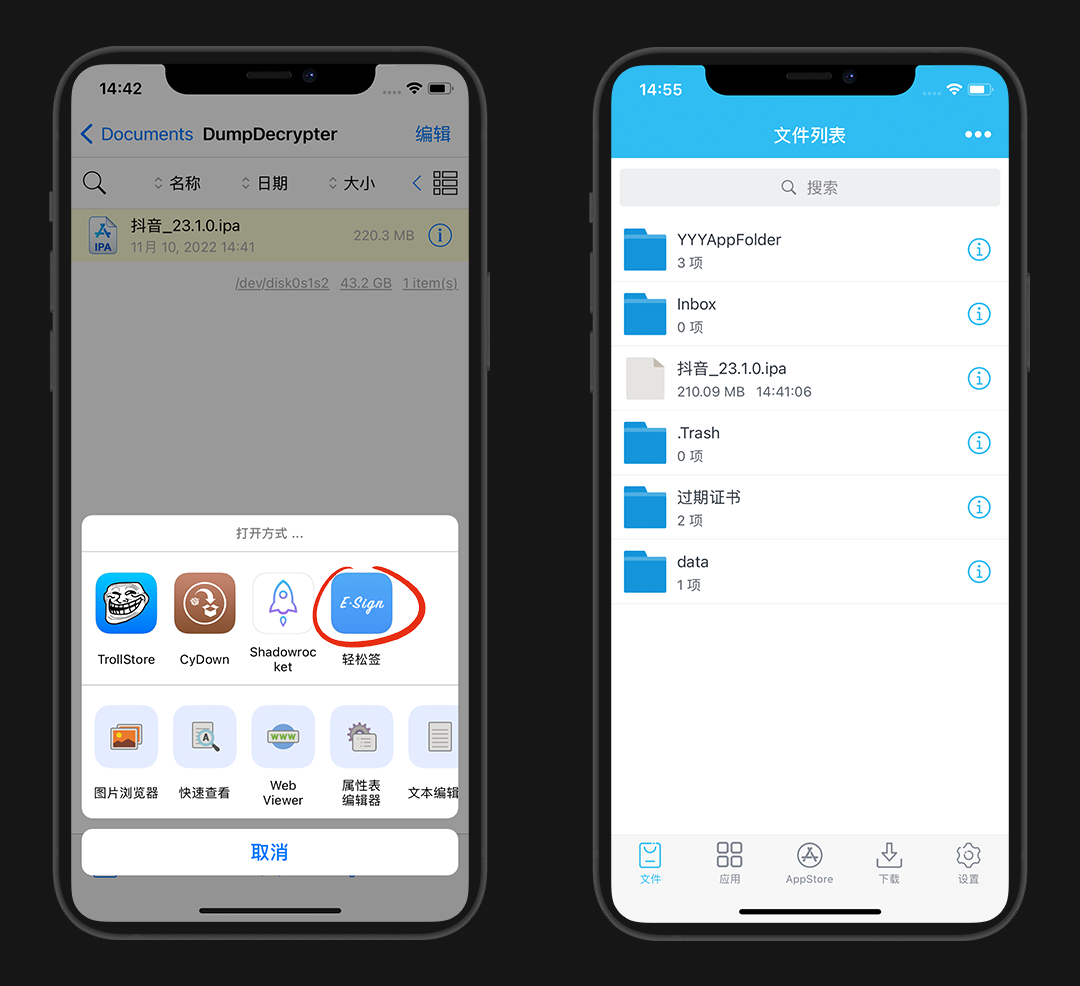 14:42
Documents DumpDecrypter 编辑
名称 日期 大小
抖音_23.1.0.ipa
11月 10, 2022 14:41
220.3 MB
IPA
/dev/disk0s1s2 43.2 GB 1 item(s)
打开方式 ...
E·Sign
TrollStore
CyDown
Shadowroc
ket
轻松签
A
WWW
图片浏览器
快速查看
Web
Viewer
属性表
编辑器
文本编辑
取消
14:55
文件列表
搜索
YYYAppFolder
3 项
Inbox
0 项
抖音_23.1.0.ipa
210.09 MB 14:41:06
.Trash
0 项
过期证书
2 项
data
1 项
文件
应用
AppStore
下载
设置